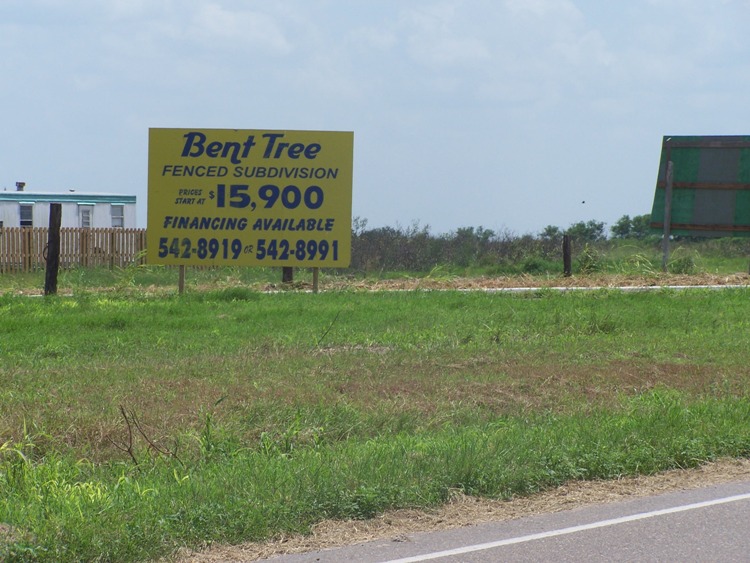 Bent Tree
FENCED SUBDIVISION
PRICES START AT $15,900
FINANCING AVAILABLE
542-8919 OR 542-8991